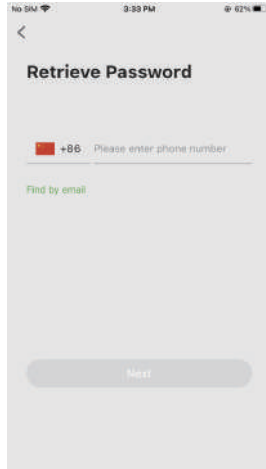 No SIM 3:33 PM 62%
Retrieve Password
+86 Please enter phone number
Find by email
Next